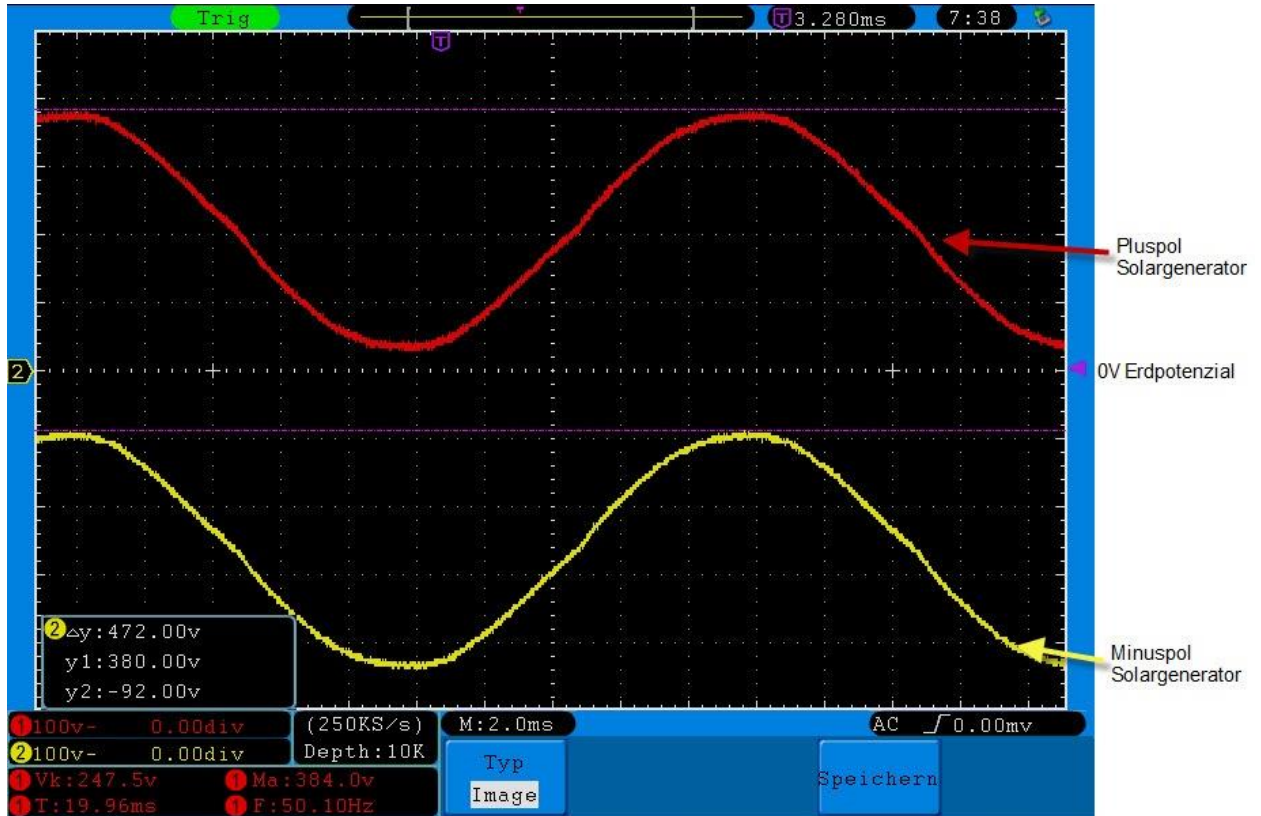 Trig T 3.280ms 7:38
T
Pluspol
Solargenerator
2 0V Erdpotenzial
2 △y:472.00v
y1:380.00v
y2:-92.00v
Minuspol
Solargenerator
1 100v- 0.00div (250KS/s) M:2.0ms AC 0.00mv
2 100v- 0.00div Depth:10K
1 Vk:247.5v 1 Ma:384.0v
1 T:19.96ms 1 F:50.10Hz
Typ
Image
Speichern